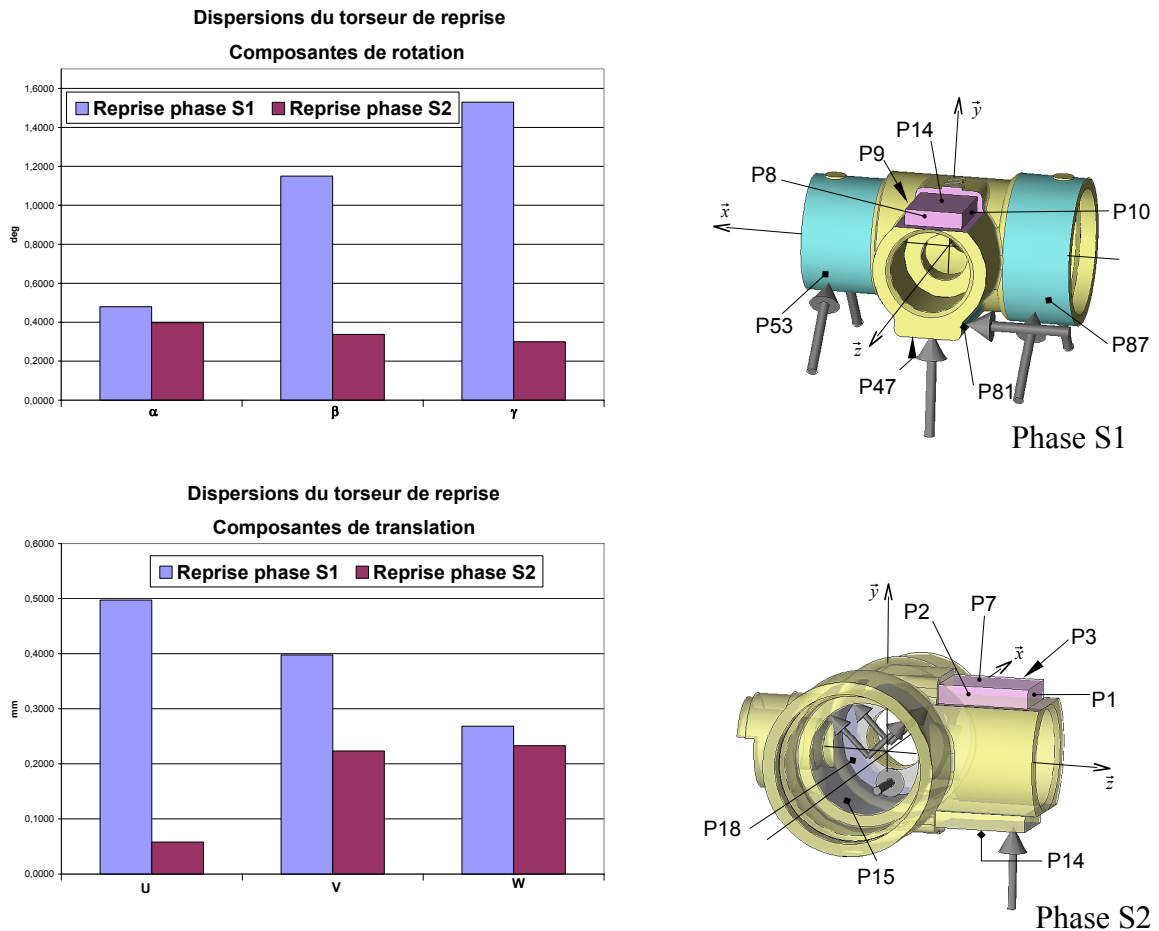 Dispersions du torseur de reprise
Composantes de rotation
1,6000
1,4000
1,2000
1,0000
0,8000
0,6000
0,4000
0,2000
0,0000
deg
Reprise phase S1 Reprise phase S2
α β γ
y
P14
P9
P8
P10
x
P53
z
P47
P81
P87
Phase S1
Dispersions du torseur de reprise
Composantes de translation
0,6000
0,5000
0,4000
0,3000
0,2000
0,1000
0,0000
mm
Reprise phase S1 Reprise phase S2
U V W
y
P2
P7
P3
x
P1
z
P18
P15
P14
Phase S2